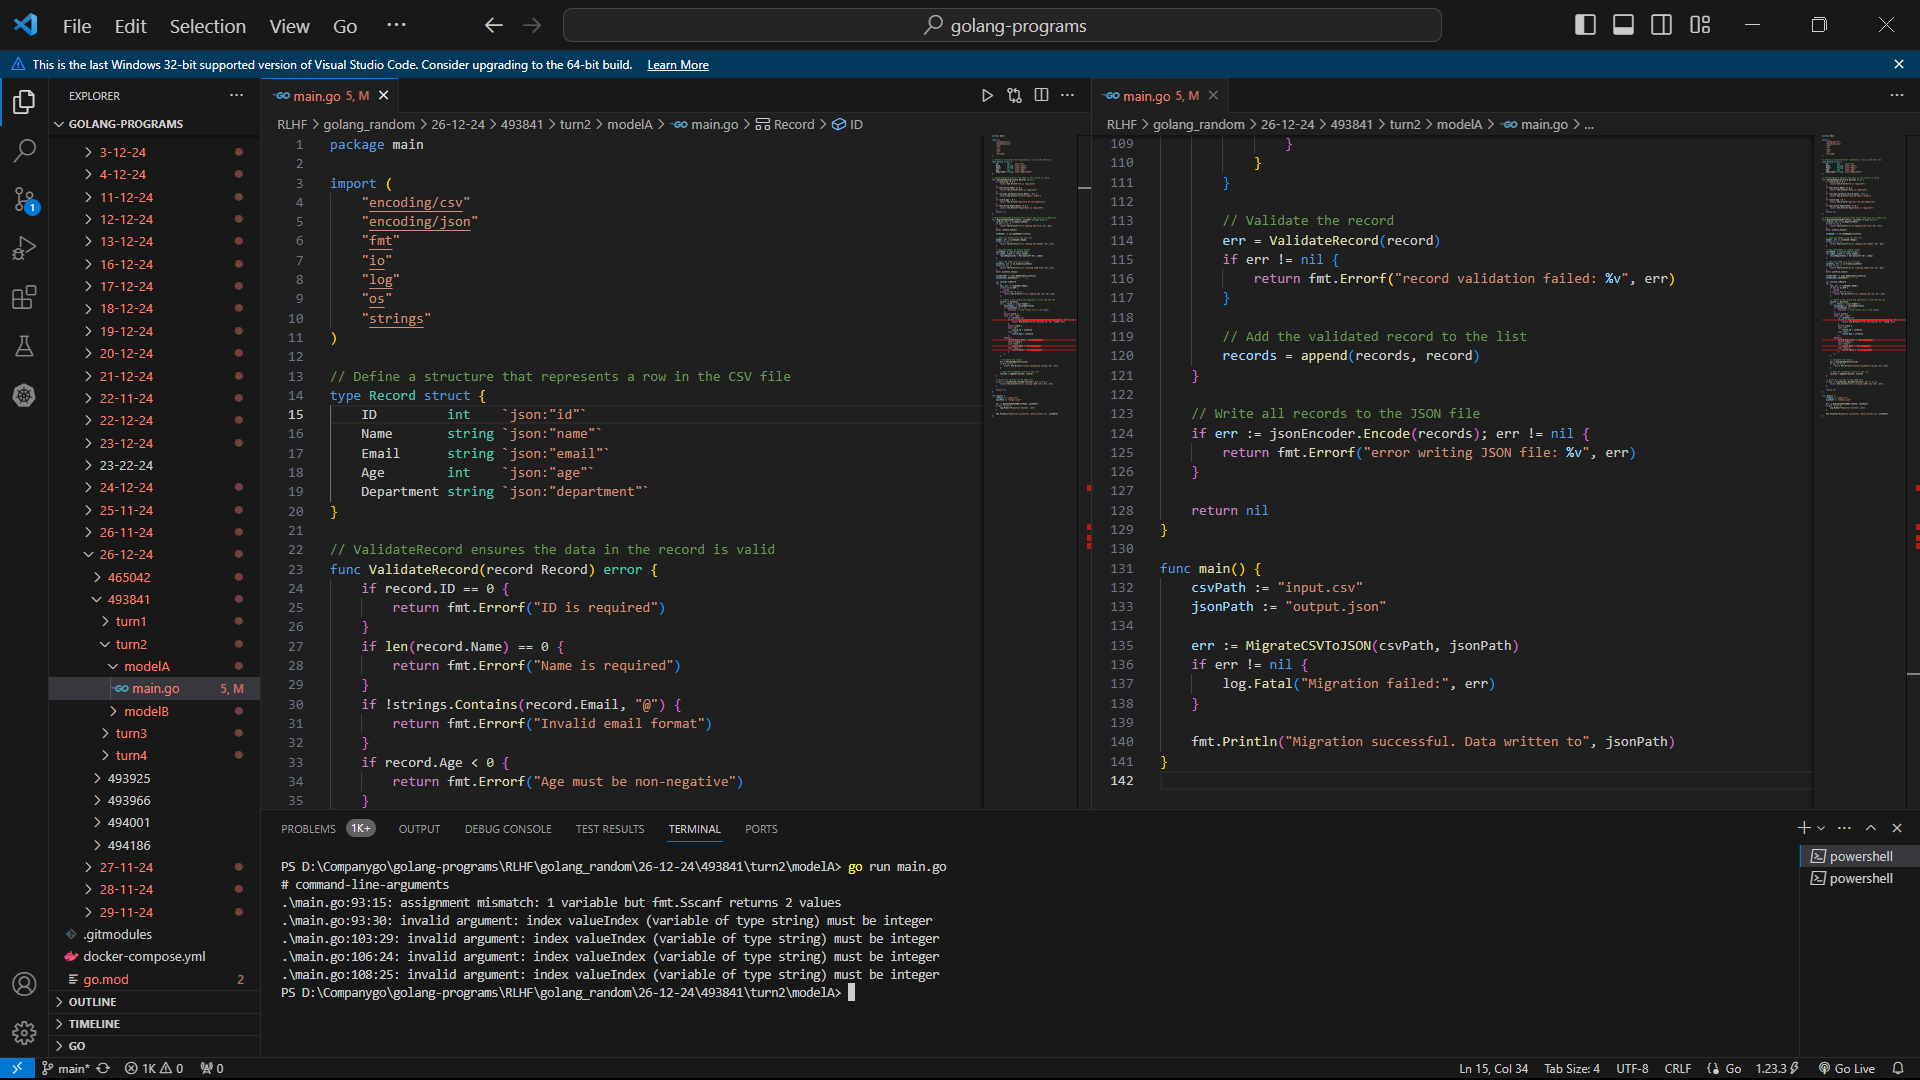 File Edit Selection View Go ···
golang-programs
This is the last Windows 32-bit supported version of Visual Studio Code. Consider upgrading to the 64-bit build. Learn More
EXPLORER
GOLANG-PROGRAMS
3-12-24
4-12-24
11-12-24
12-12-24
13-12-24
16-12-24
17-12-24
18-12-24
19-12-24
20-12-24
21-12-24
22-11-24
22-12-24
23-12-24
23-22-24
24-12-24
25-11-24
26-11-24
26-12-24
465042
493841
turn1
turn2
modelA
main.go 5, M
modelB
turn3
turn4
493925
493966
494001
494186
27-11-24
28-11-24
29-11-24
.gitmodules
docker-compose.yml
go.mod 2
OUTLINE
TIMELINE
GO
1
main.go 5, M
RLHF > golang_random > 26-12-24 > 493841 > turn2 > modelA > main.go > Record > ID
1 package main
2
3 import (
4 "encoding/csv"
5 "encoding/json"
6 "fmt"
7 "io"
8 "log"
9 "os"
10 "strings"
11 )
12
13 // Define a structure that represents a row in the CSV file
14 type Record struct {
15 ID int `json:"id"`
16 Name string `json:"name"`
17 Email string `json:"email"`
18 Age int `json:"age"`
19 Department string `json:"department"`
20 }
21
22 // ValidateRecord ensures the data in the record is valid
23 func ValidateRecord(record Record) error {
24 if record.ID == 0 {
25 return fmt.Errorf("ID is required")
26 }
27 if len(record.Name) == 0 {
28 return fmt.Errorf("Name is required")
29 }
30 if !strings.Contains(record.Email, "@") {
31 return fmt.Errorf("Invalid email format")
32 }
33 if record.Age < 0 {
34 return fmt.Errorf("Age must be non-negative")
35 }
main.go 5, M
RLHF > golang_random > 26-12-24 > 493841 > turn2 > modelA > main.go > ...
109 }
110 }
111 }
112
113 // Validate the record
114 err = ValidateRecord(record)
115 if err != nil {
116 return fmt.Errorf("record validation failed: %v", err)
117 }
118
119 // Add the validated record to the list
120 records = append(records, record)
121 }
122
123 // Write all records to the JSON file
124 if err := jsonEncoder.Encode(records); err != nil {
125 return fmt.Errorf("error writing JSON file: %v", err)
126 }
127
128 return nil
129 }
130
131 func main() {
132 csvPath := "input.csv"
133 jsonPath := "output.json"
134
135 err := MigrateCSVToJSON(csvPath, jsonPath)
136 if err != nil {
137 log.Fatal("Migration failed:", err)
138 }
139
140 fmt.Println("Migration successful. Data written to", jsonPath)
141 }
142
PROBLEMS 1K+ OUTPUT DEBUG CONSOLE TEST RESULTS TERMINAL PORTS
PS D:\Companygo\golang-programs\RLHF\golang_random\26-12-24\493841\turn2\modelA> go run main.go
# command-line-arguments
.\main.go:93:15: assignment mismatch: 1 variable but fmt.Sscanf returns 2 values
.\main.go:93:30: invalid argument: index valueIndex (variable of type string) must be integer
.\main.go:103:29: invalid argument: index valueIndex (variable of type string) must be integer
.\main.go:106:24: invalid argument: index valueIndex (variable of type string) must be integer
.\main.go:108:25: invalid argument: index valueIndex (variable of type string) must be integer
PS D:\Companygo\golang-programs\RLHF\golang_random\26-12-24\493841\turn2\modelA>
powershell
powershell
main* 1K 0 0 Ln 15, Col 34 Tab Size: 4 UTF-8 CRLF Go 1.23.3 Go Live